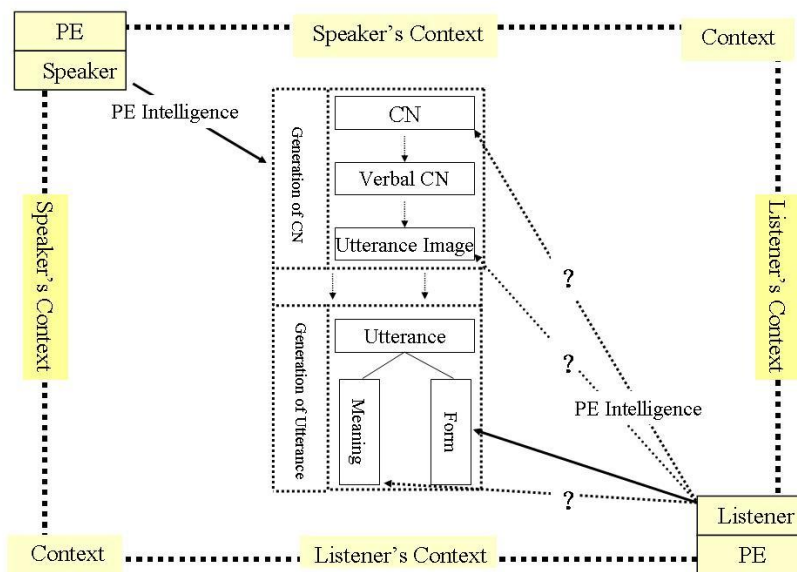 PE
Speaker's Context
Context
Speaker
PE Intelligence
Generation of CN
CN
Verbal CN
Utterance Image
Speaker's Context
Listener's Context
?
?
Generation of Utterance
Utterance
Meaning
Form
PE Intelligence
?
Listener
Context
Listener's Context
PE